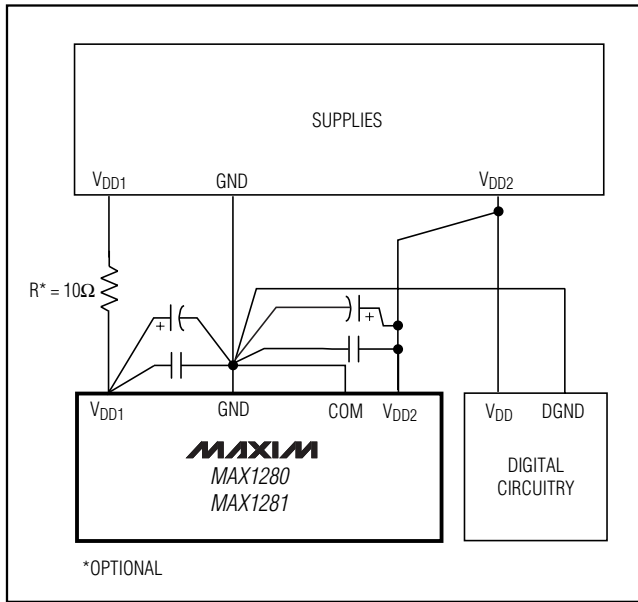 SUPPLIES
VDD1 GND VDD2
R* = 10Ω
+ +
VDD1 GND COM VDD2 VDD DGND
MAXIM
MAX1280
MAX1281
DIGITAL
CIRCUITRY
*OPTIONAL